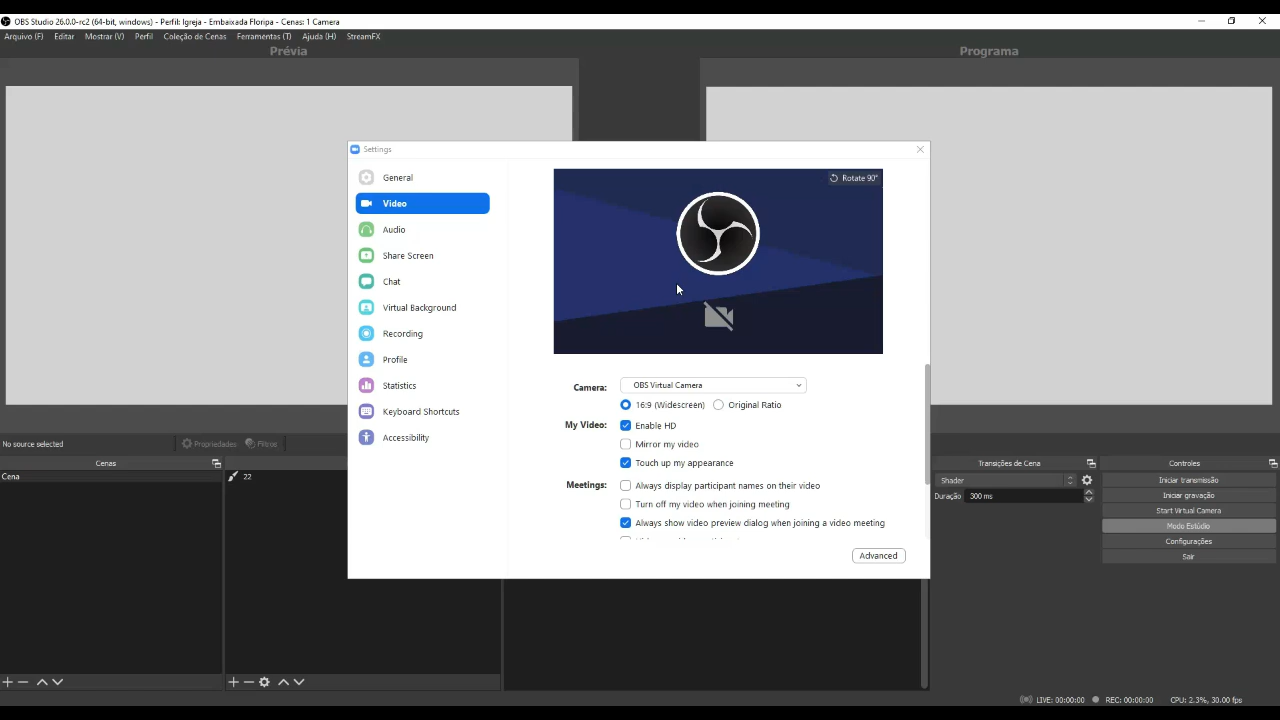 OBS Studio 26.0.0-rc2 (64-bit, windows) - Perfil: Igreja - Embaixada Floripa - Cenas: 1 Camera
Arquivo (F) Editar Mostrar (V) Perfil Coleção de Cenas Ferramentas (T) Ajuda (H) StreamFX
Prévia Programa
Settings
Rotate 90°
General
Video
Audio
Share Screen
Chat
Virtual Background
Recording
Profile
Statistics
Keyboard Shortcuts
Accessibility
Camera: OBS Virtual Camera
16:9 (Widescreen) Original Ratio
My Video: Enable HD
Mirror my video
Touch up my appearance
Meetings: Always display participant names on their video
Turn off my video when joining meeting
Always show video preview dialog when joining a video meeting
Advanced
No source selected Propriedades Filtros
Cenas
Cena
22
Transições de Cena
Shader
Duração 300 ms
Controles
Iniciar transmissão
Iniciar gravação
Start Virtual Camera
Modo Estúdio
Configurações
Sair
LIVE: 00:00:00 REC: 00:00:00 CPU: 2.3%, 30.00 fps